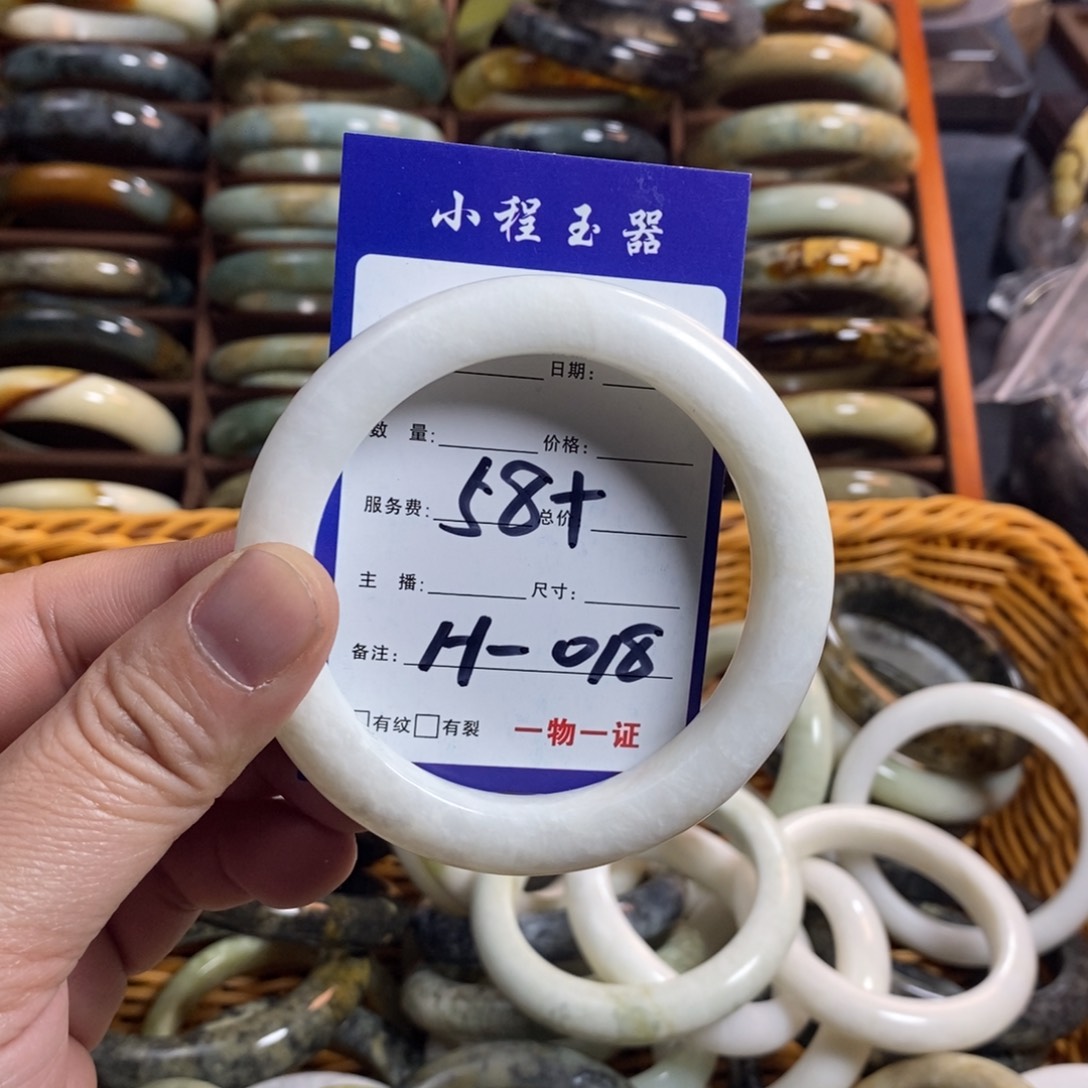 小程玉器
日期:
数 量: 价格:
58+
服务费: 总价
主 播: 尺寸:
备注: H-018
有纹 有裂 一物一证